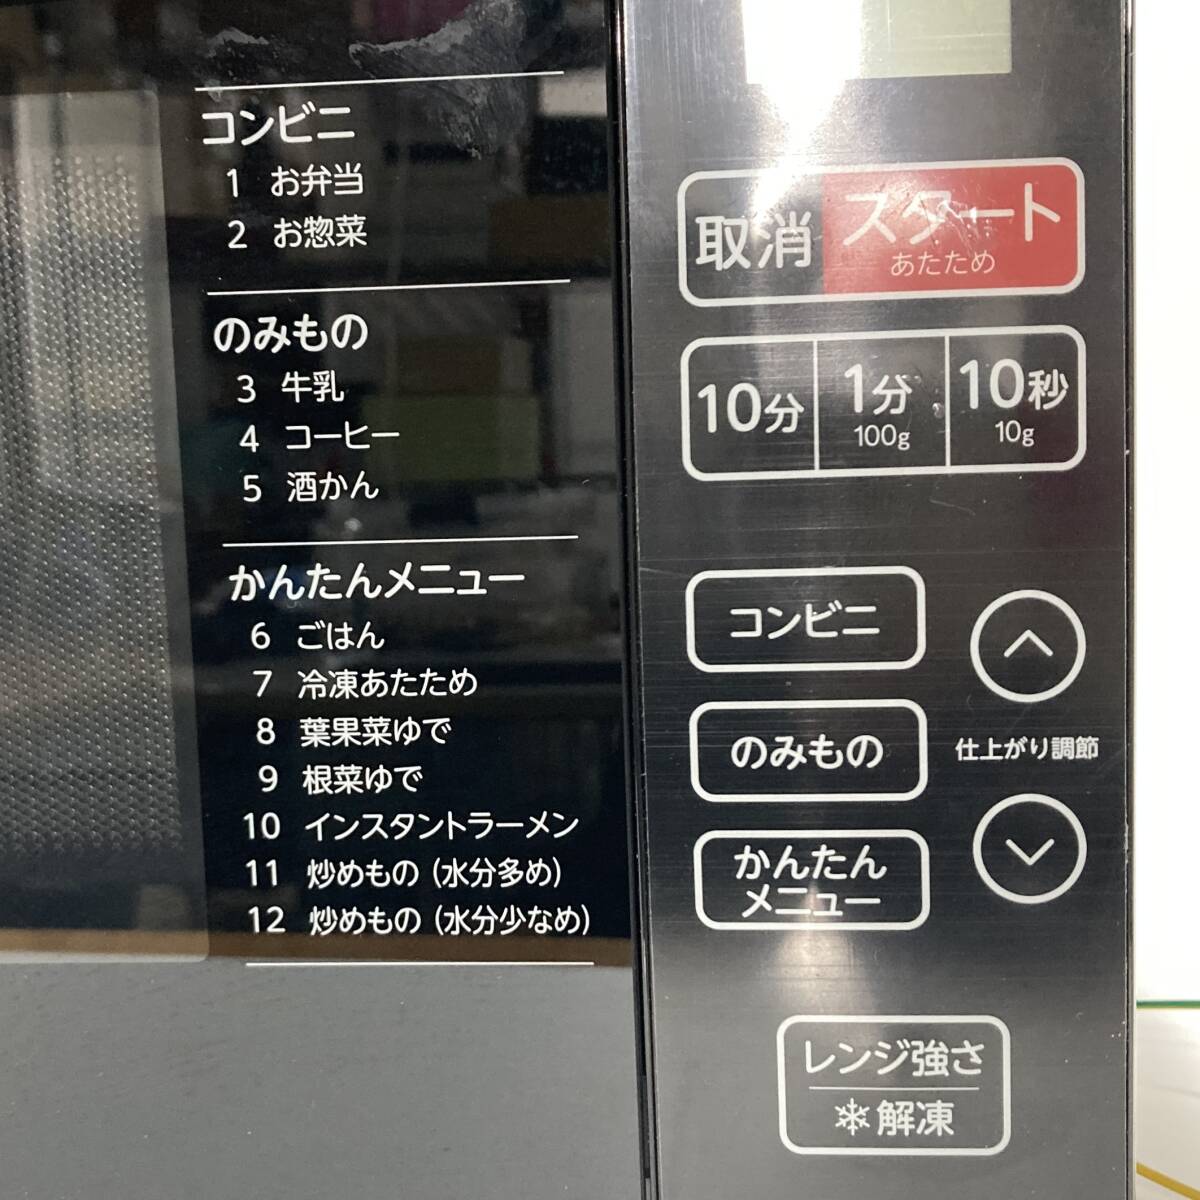 コンビニ
1 お弁当
2 お惣菜
のみもの
3 牛乳
4 コーヒー
5 酒かん
かんたんメニュー
6 ごはん
7 冷凍あたため
8 葉果菜ゆで
9 根菜ゆで
10 インスタントラーメン
11 炒めもの (水分多め)
12 炒めもの (水分少なめ)
取消 スタート
あたため
10分 1分 10秒
100g 10g
コンビニ
のみもの
仕上がり調節
かんたん
メニュー
レンジ強さ
解凍